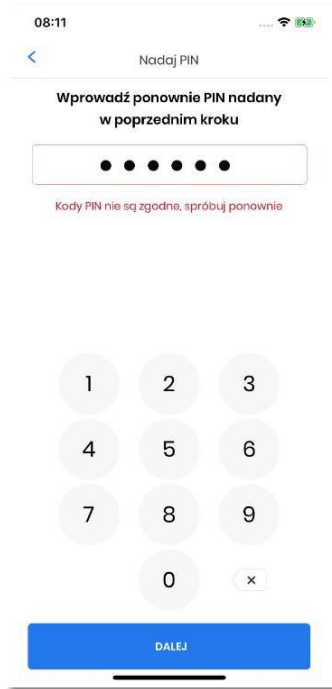 08:11
Nadaj PIN
Wprowadź ponownie PIN nadany
w poprzednim kroku
Kody PIN nie są zgodne, spróbuj ponownie
1 2 3
4 5 6
7 8 9
0
DALEJ